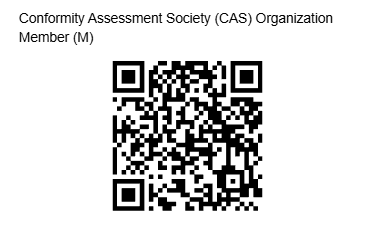 Conformity Assessment Society (CAS) Organization
Member (M)